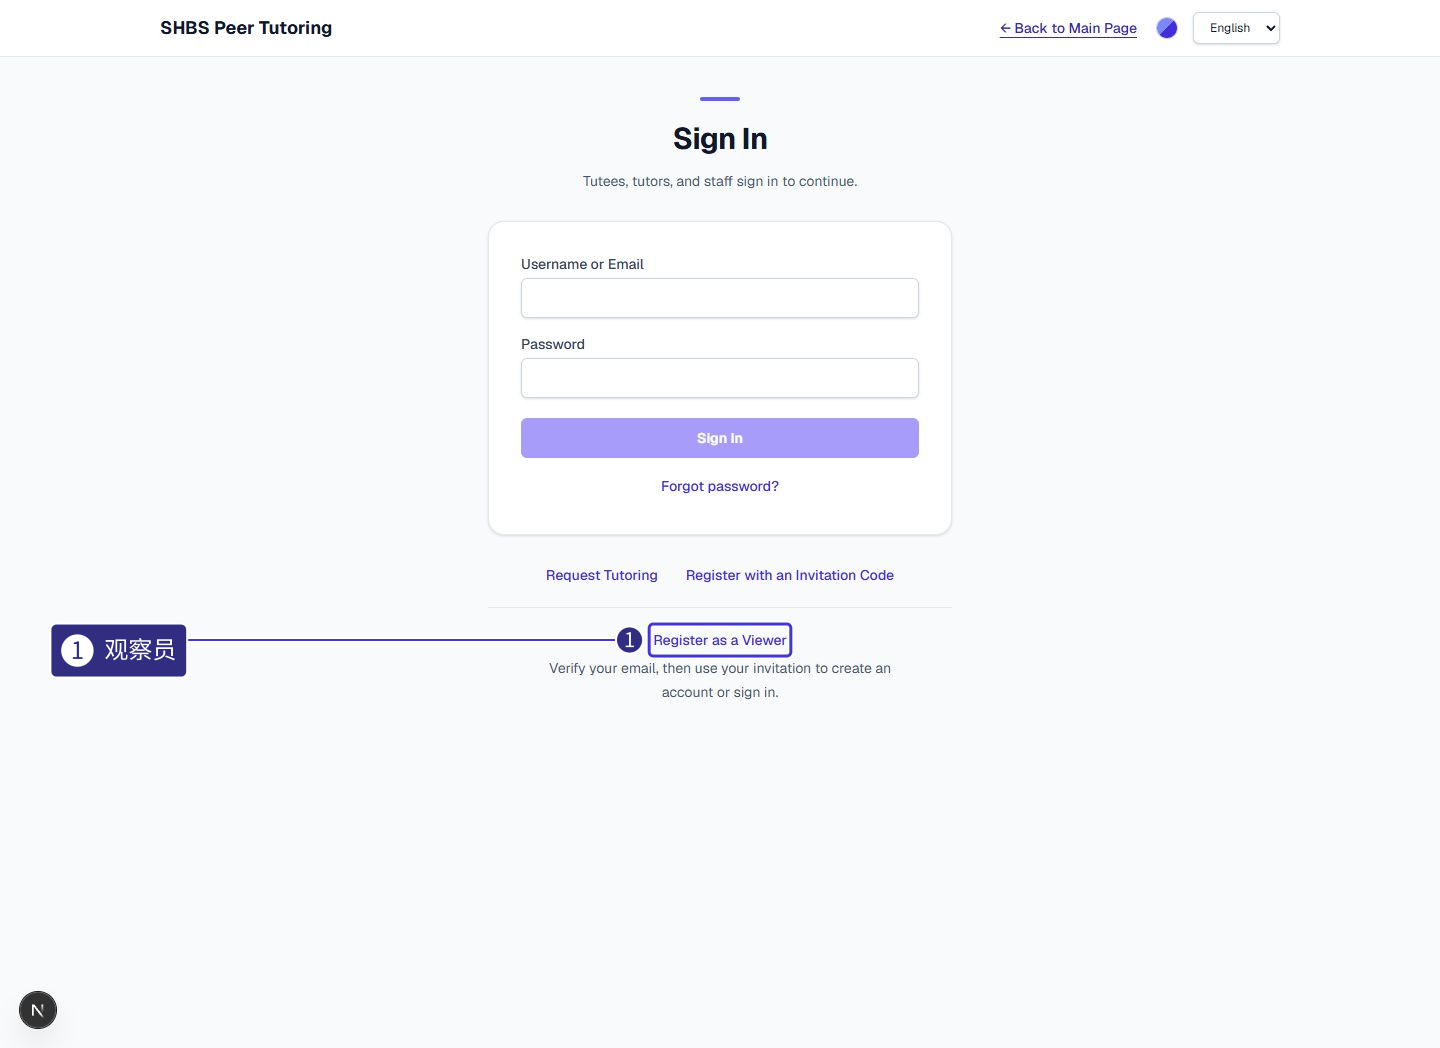 SHBS Peer Tutoring
← Back to Main Page
English
Sign In
Tutees, tutors, and staff sign in to continue.
Username or Email
Password
Sign In
Forgot password?
Request Tutoring
Register with an Invitation Code
1 观察员
1 Register as a Viewer
Verify your email, then use your invitation to create an
account or sign in.
N